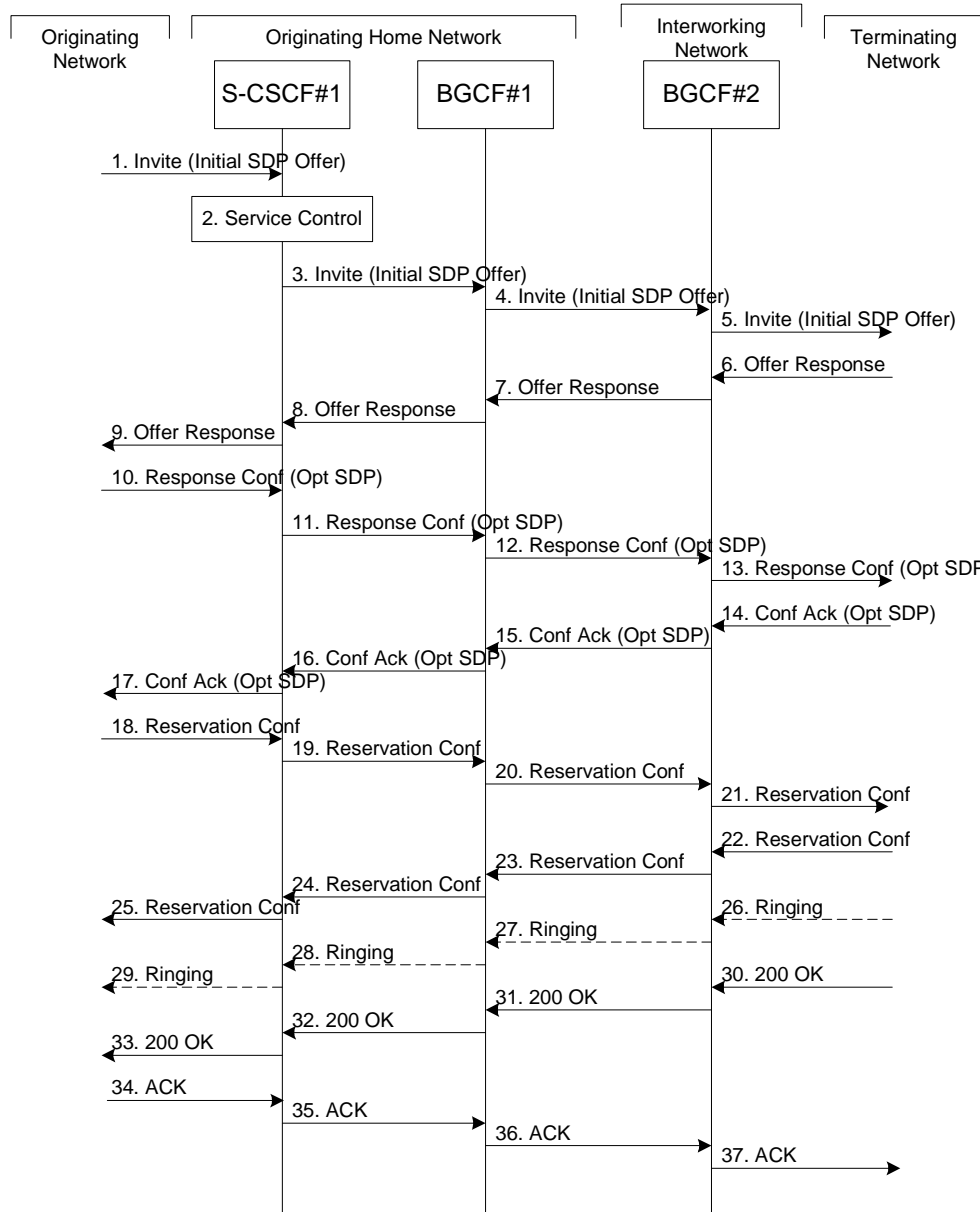 Originating
Network
Originating Home Network
Interworking
Network
Terminating
Network
S-CSCF#1
BGCF#1
BGCF#2
1. Invite (Initial SDP Offer)
2. Service Control
3. Invite (Initial SDP Offer)
4. Invite (Initial SDP Offer)
5. Invite (Initial SDP Offer)
6. Offer Response
7. Offer Response
8. Offer Response
9. Offer Response
10. Response Conf (Opt SDP)
11. Response Conf (Opt SDP)
12. Response Conf (Opt SDP)
13. Response Conf (Opt SDP
14. Conf Ack (Opt SDP)
15. Conf Ack (Opt SDP)
16. Conf Ack (Opt SDP)
17. Conf Ack (Opt SDP)
18. Reservation Conf
19. Reservation Conf
20. Reservation Conf
21. Reservation Conf
22. Reservation Conf
23. Reservation Conf
24. Reservation Conf
25. Reservation Conf
26. Ringing
27. Ringing
28. Ringing
29. Ringing
30. 200 OK
31. 200 OK
32. 200 OK
33. 200 OK
34. ACK
35. ACK
36. ACK
37. ACK